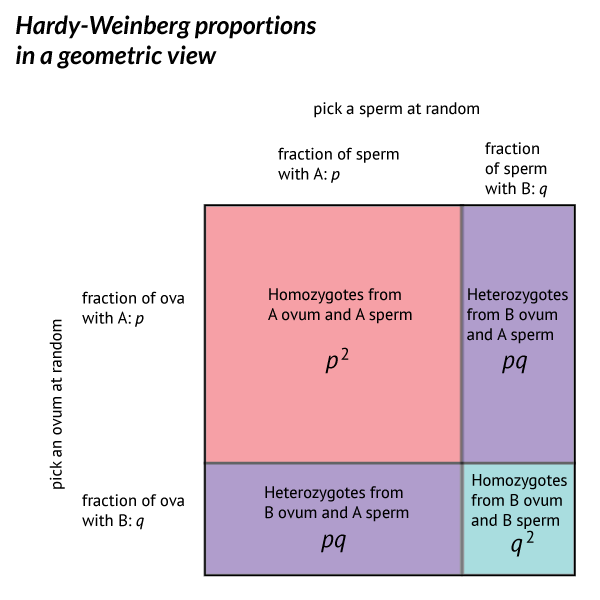 Hardy-Weinberg proportions
in a geometric view
pick a sperm at random
fraction of sperm
with A: p
fraction
of sperm
with B: q
pick an ovum at random
fraction of ova
with A: p
Homozygotes from
A ovum and A sperm
p²
Heterozygotes
from B ovum
and A sperm
pq
fraction of ova
with B: q
Heterozygotes from
B ovum and A sperm
pq
Homozygotes
from B ovum
and B sperm
q²